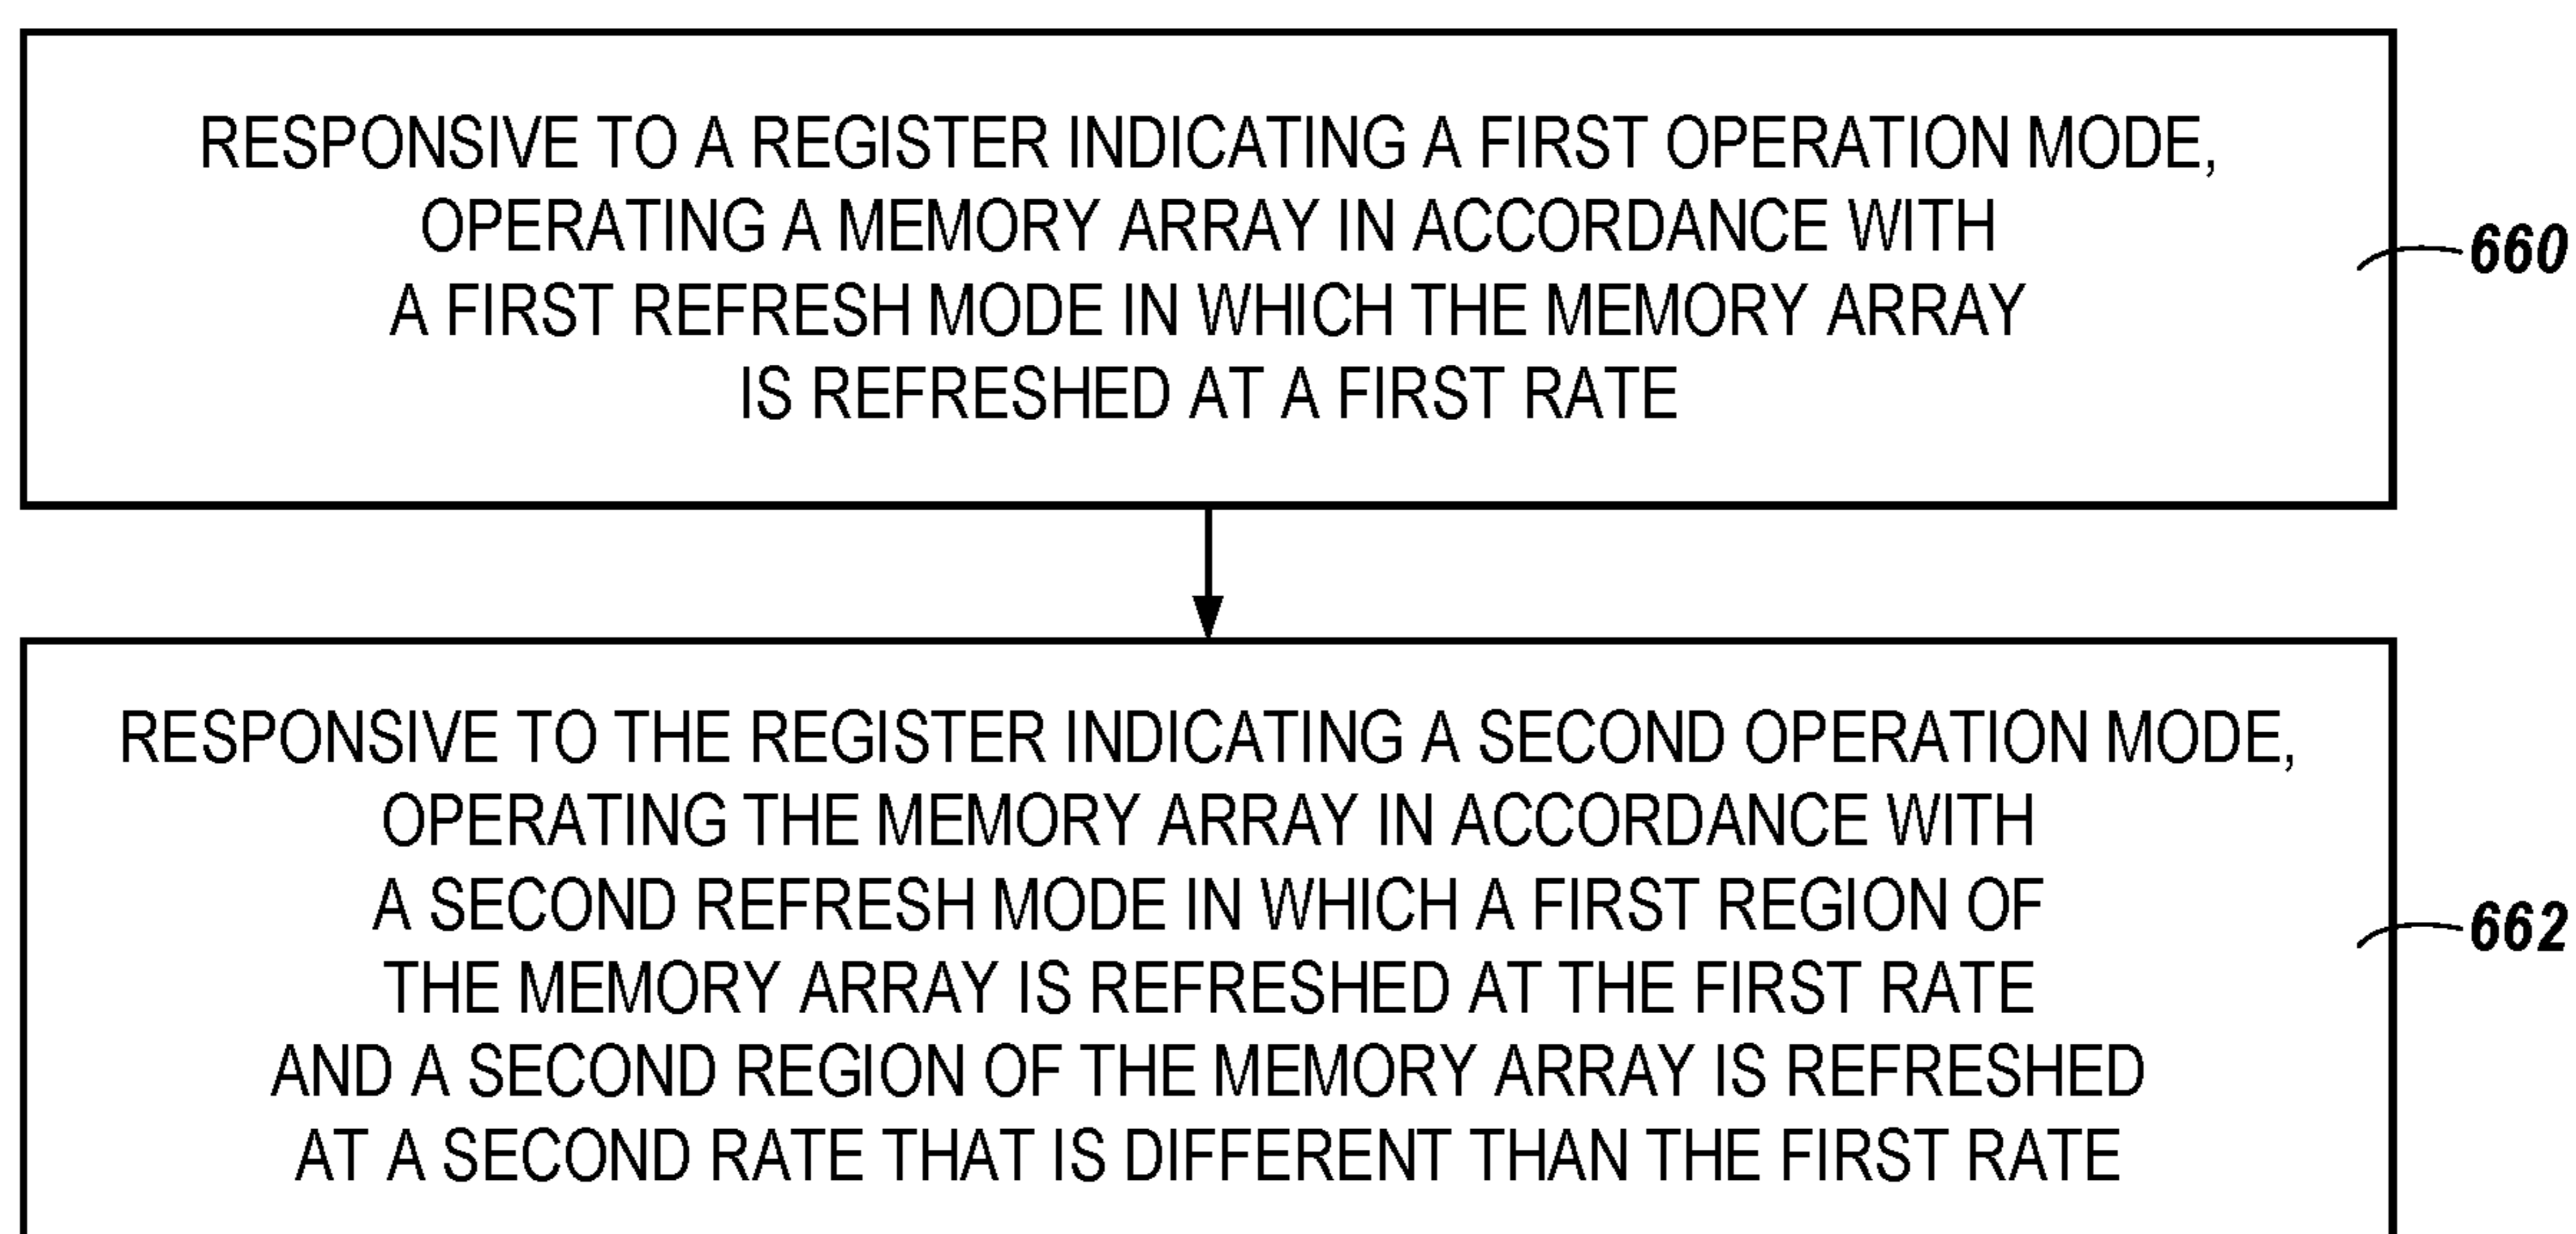 RESPONSIVE TO A REGISTER INDICATING A FIRST OPERATION MODE,
OPERATING A MEMORY ARRAY IN ACCORDANCE WITH
A FIRST REFRESH MODE IN WHICH THE MEMORY ARRAY
IS REFRESHED AT A FIRST RATE
660
RESPONSIVE TO THE REGISTER INDICATING A SECOND OPERATION MODE,
OPERATING THE MEMORY ARRAY IN ACCORDANCE WITH
A SECOND REFRESH MODE IN WHICH A FIRST REGION OF
THE MEMORY ARRAY IS REFRESHED AT THE FIRST RATE
AND A SECOND REGION OF THE MEMORY ARRAY IS REFRESHED
AT A SECOND RATE THAT IS DIFFERENT THAN THE FIRST RATE
662